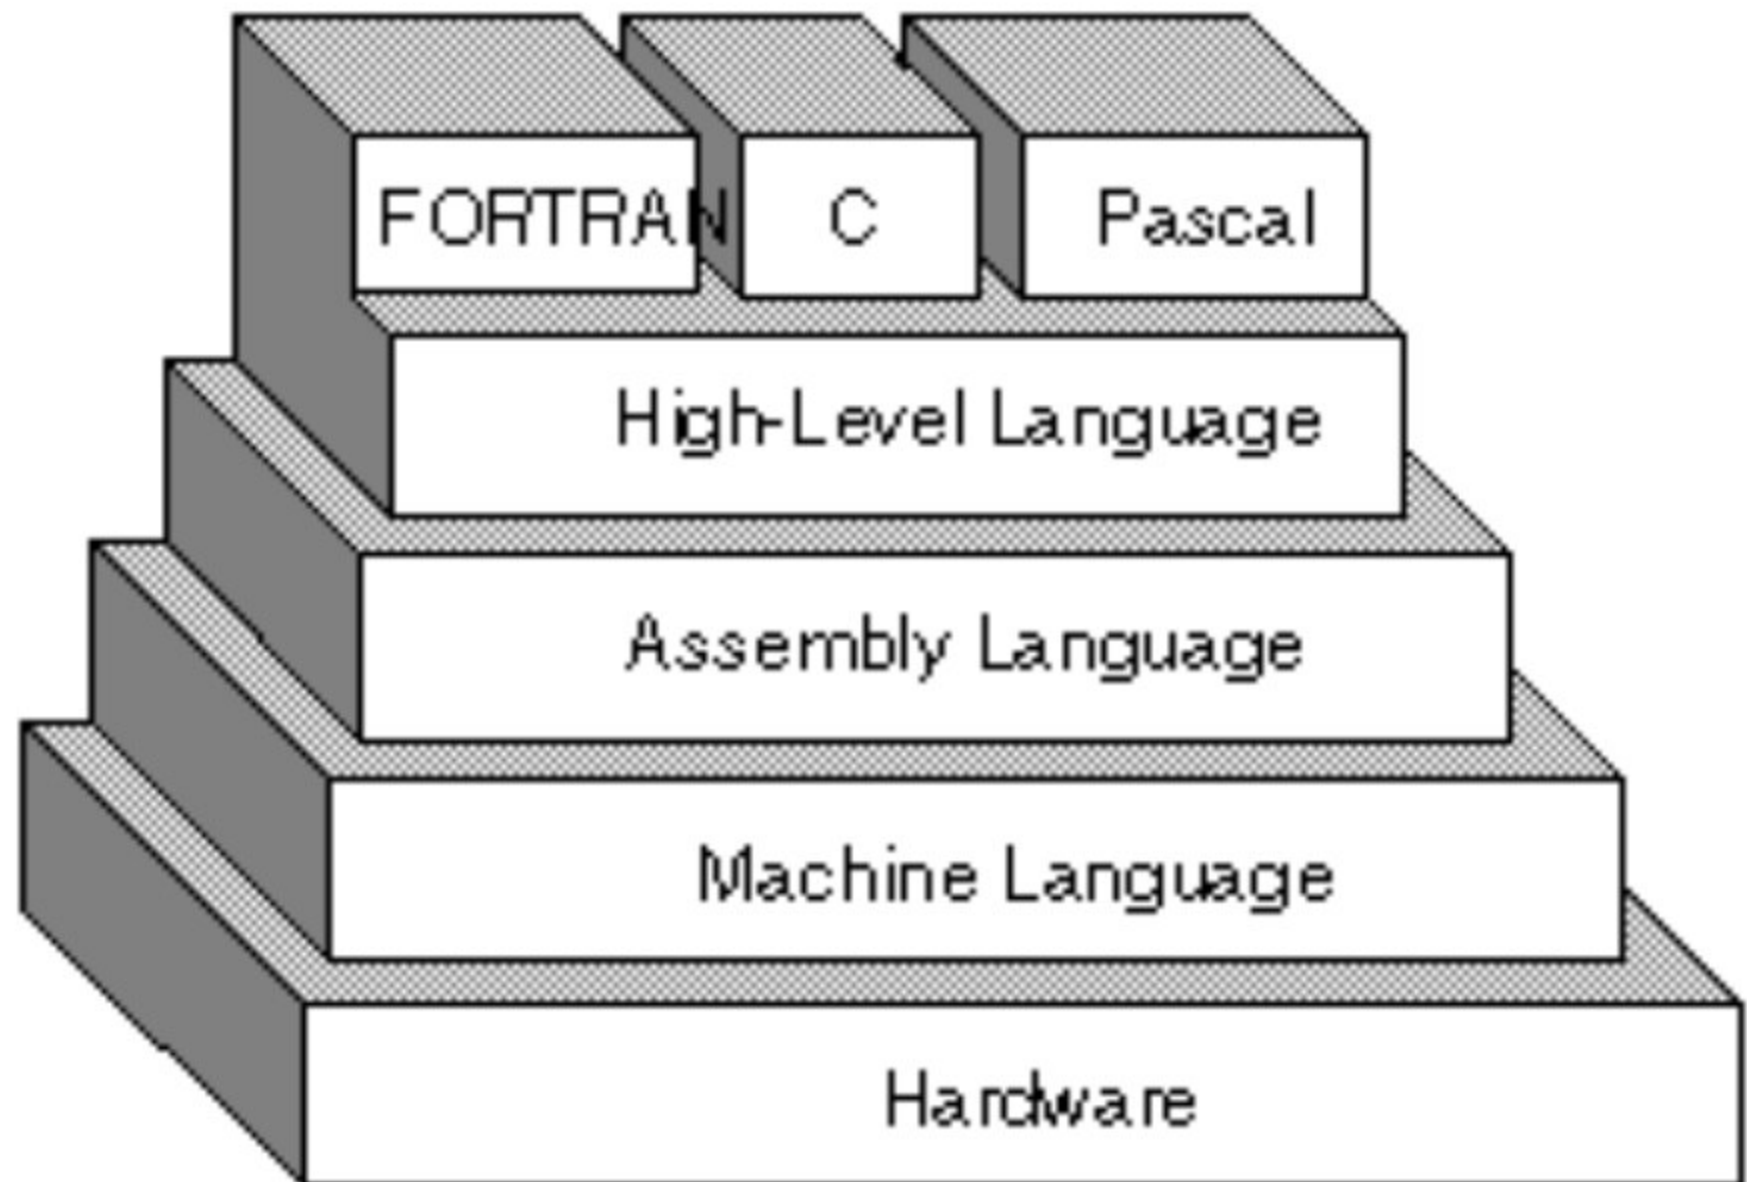 FORTRAN C Pascal
High-Level Language
Assembly Language
Machine Language
Hardware